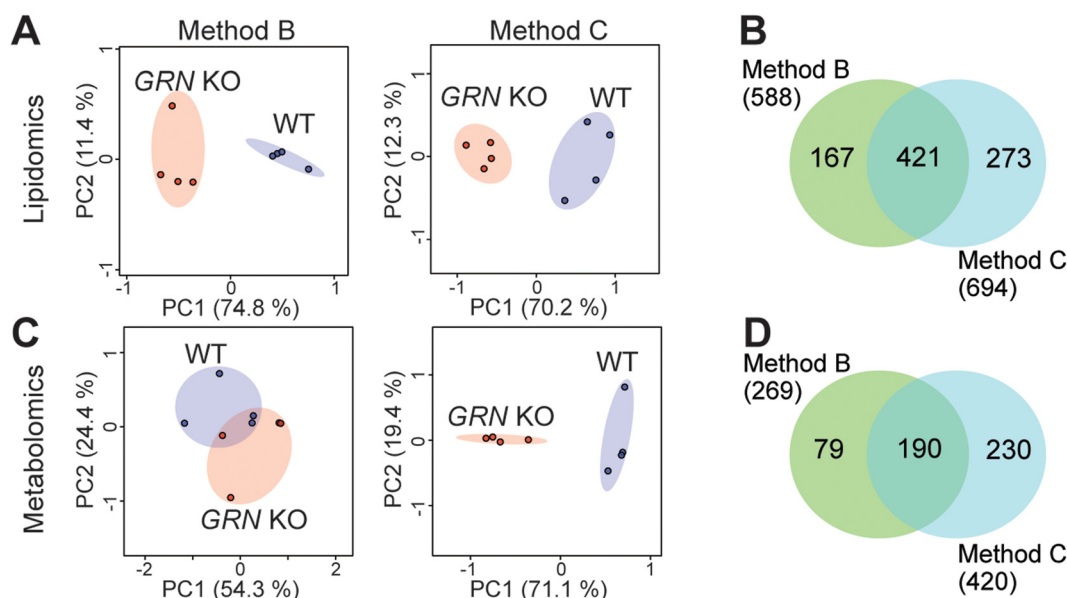 A
Method B
Method C
B
Lipidomics
PC2 (11.4 %)
1
0
-1
GRN KO
WT
-1
0
1
PC1 (74.8 %)
PC2 (12.3 %)
1
0
-1
GRN KO
WT
-1
0
1
PC1 (70.2 %)
Method B
(588)
167
421
273
Method C
(694)
C
Metabolomics
PC2 (24.4 %)
1
0
-1
WT
GRN KO
-2
0
2
PC1 (54.3 %)
PC2 (19.4 %)
1
0
-1
GRN KO
WT
-1
0
1
PC1 (71.1 %)
D
Method B
(269)
79
190
230
Method C
(420)